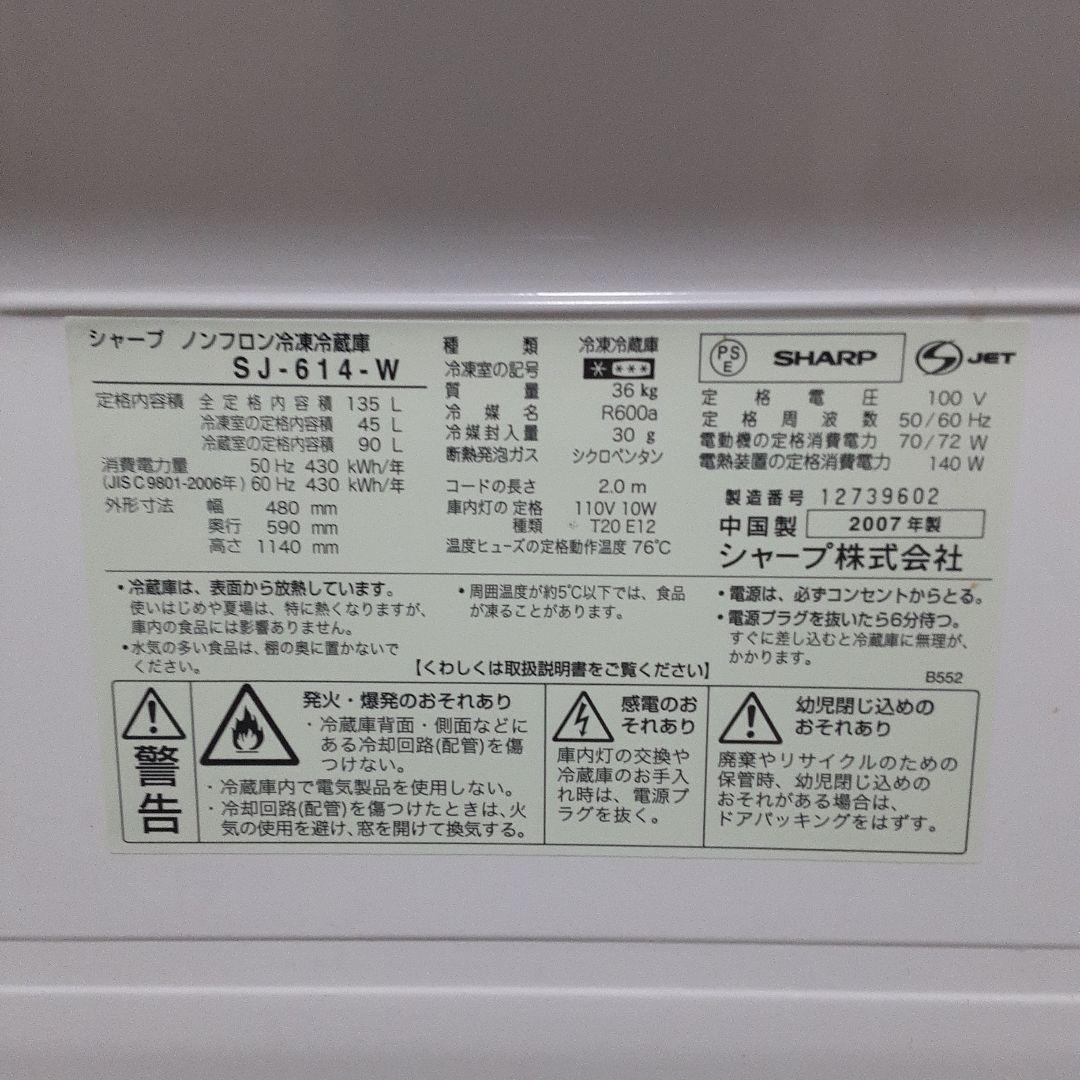 シャープ ノンフロン冷凍冷蔵庫
SJ-614-W
定格内容積 全定格内容積 135 L
冷凍室の定格内容積 45 L
冷蔵室の定格内容積 90 L
消費電力量 50 Hz 430 kWh/年
(JIS C 9801-2006年) 60 Hz 430 kWh/年
外形寸法 幅 480 mm
奥行 590 mm
高さ 1140 mm
種類 冷凍冷蔵庫
冷凍室の記号 ****
質量 36 kg
冷媒名 R600a
冷媒封入量 30 g
断熱発泡ガス シクロペンタン
コードの長さ 2.0 m
庫内灯の 定格 110V 10W
種類 T20 E12
温度ヒューズの定格動作温度 76℃
PS E SHARP JET
定格電圧 100 V
定格周波数 50/60 Hz
電動機の定格消費電力 70/72 W
電熱装置の定格消費電力 140 W
製造番号 12739602
中国製 2007年製
シャープ株式会社
・冷蔵庫は、表面から放熱しています。
使いはじめや夏場は、特に熱くなりますが、
庫内の食品には影響ありません。
・水気の多い食品は、棚の奥に置かないで
ください。
・周囲温度が約5℃以下では、食品
が凍ることがあります。
【くわしくは取扱説明書をご覧ください】
・電源は、必ずコンセントからとる。
・電源プラグを抜いたら6分待つ。
すぐに差し込むと冷蔵庫に無理が、
かかります。
B552
警告
発火・爆発のおそれあり
・冷蔵庫背面・側面などに
ある冷却回路(配管)を傷
つけない。
・冷蔵庫内で電気製品を使用しない。
・冷却回路(配管)を傷つけたときは、火
気の使用を避け、窓を開けて換気する。
感電のお
それあり
庫内灯の交換や
冷蔵庫のお手入
れ時は、電源プ
ラグを抜く。
幼児閉じ込めの
おそれあり
廃棄やリサイクルのための
保管時、幼児閉じ込めの
おそれがある場合は、
ドアパッキングをはずす。